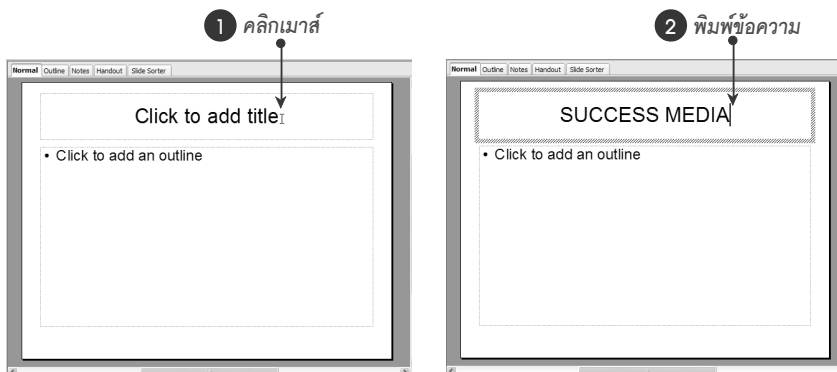 1 คลิกเมาส์
Normal Outline Notes Handout Slide Sorter
Click to add title
• Click to add an outline
2 พิมพ์ข้อความ
Normal Outline Notes Handout Slide Sorter
SUCCESS MEDIA
• Click to add an outline